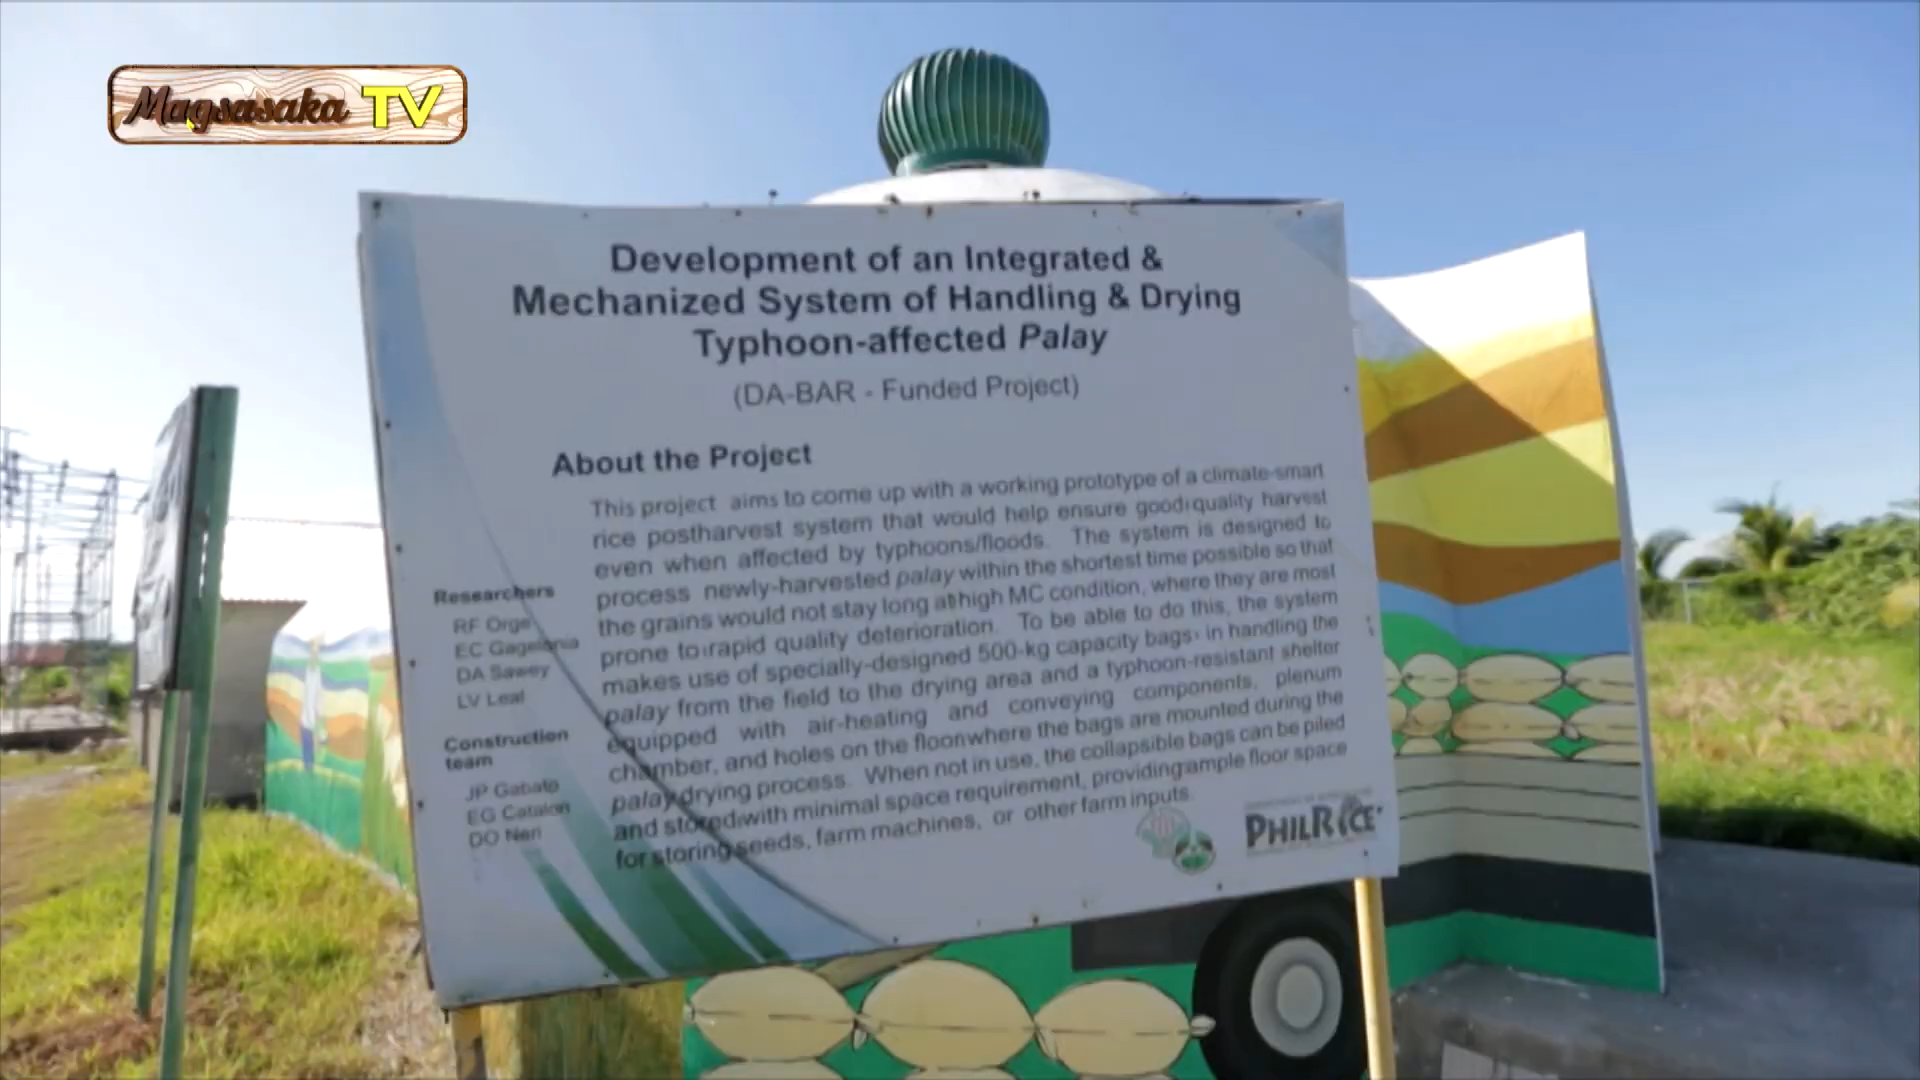 Magsasaka TV
Development of an Integrated &
Mechanized System of Handling & Drying
Typhoon-affected Palay
(DA-BAR - Funded Project)
About the Project
This project aims to come up with a working prototype of a climate-smart
rice postharvest system that would help ensure good quality harvest
even when affected by typhoons/floods. The system is designed to
process newly-harvested palay within the shortest time possible so that
the grains would not stay long at high MC condition, where they are most
prone to rapid quality deterioration. To be able to do this, the system
makes use of specially-designed 500-kg capacity bags in handling the
palay from the field to the drying area and a typhoon-resistant shelter
equipped with air-heating and conveying components, plenum
chamber, and holes on the floor where the bags are mounted during the
palay drying process. When not in use, the collapsible bags can be piled
and stored with minimal space requirement, providing ample floor space
for storing seeds, farm machines, or other farm inputs.
Researchers
RF Orge
EC Gagelonia
DA Sawey
LV Leal
Construction
team
JP Gabato
EG Catalon
DO Neri
PHILRICE